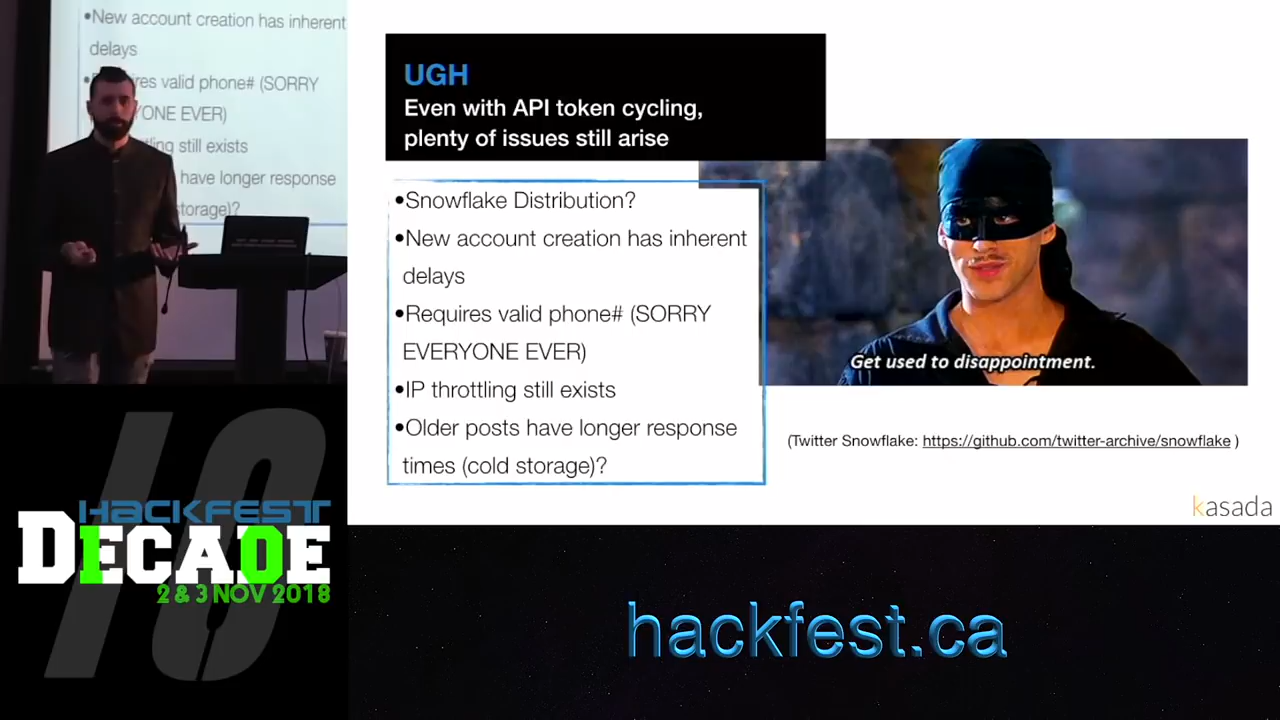 •New account creation has inherent
delays
ires valid phone# (SORRY
ONE EVER)
ling still exists
have longer response
torage)?
UGH
Even with API token cycling,
plenty of issues still arise
•Snowflake Distribution?
•New account creation has inherent
delays
•Requires valid phone# (SORRY
EVERYONE EVER)
•IP throttling still exists
•Older posts have longer response
times (cold storage)?
Get used to disappointment.
(Twitter Snowflake: https://github.com/twitter-archive/snowflake )
kasada
10
HACKFEST
DECADE
2 & 3 NOV 2018
hackfest.ca